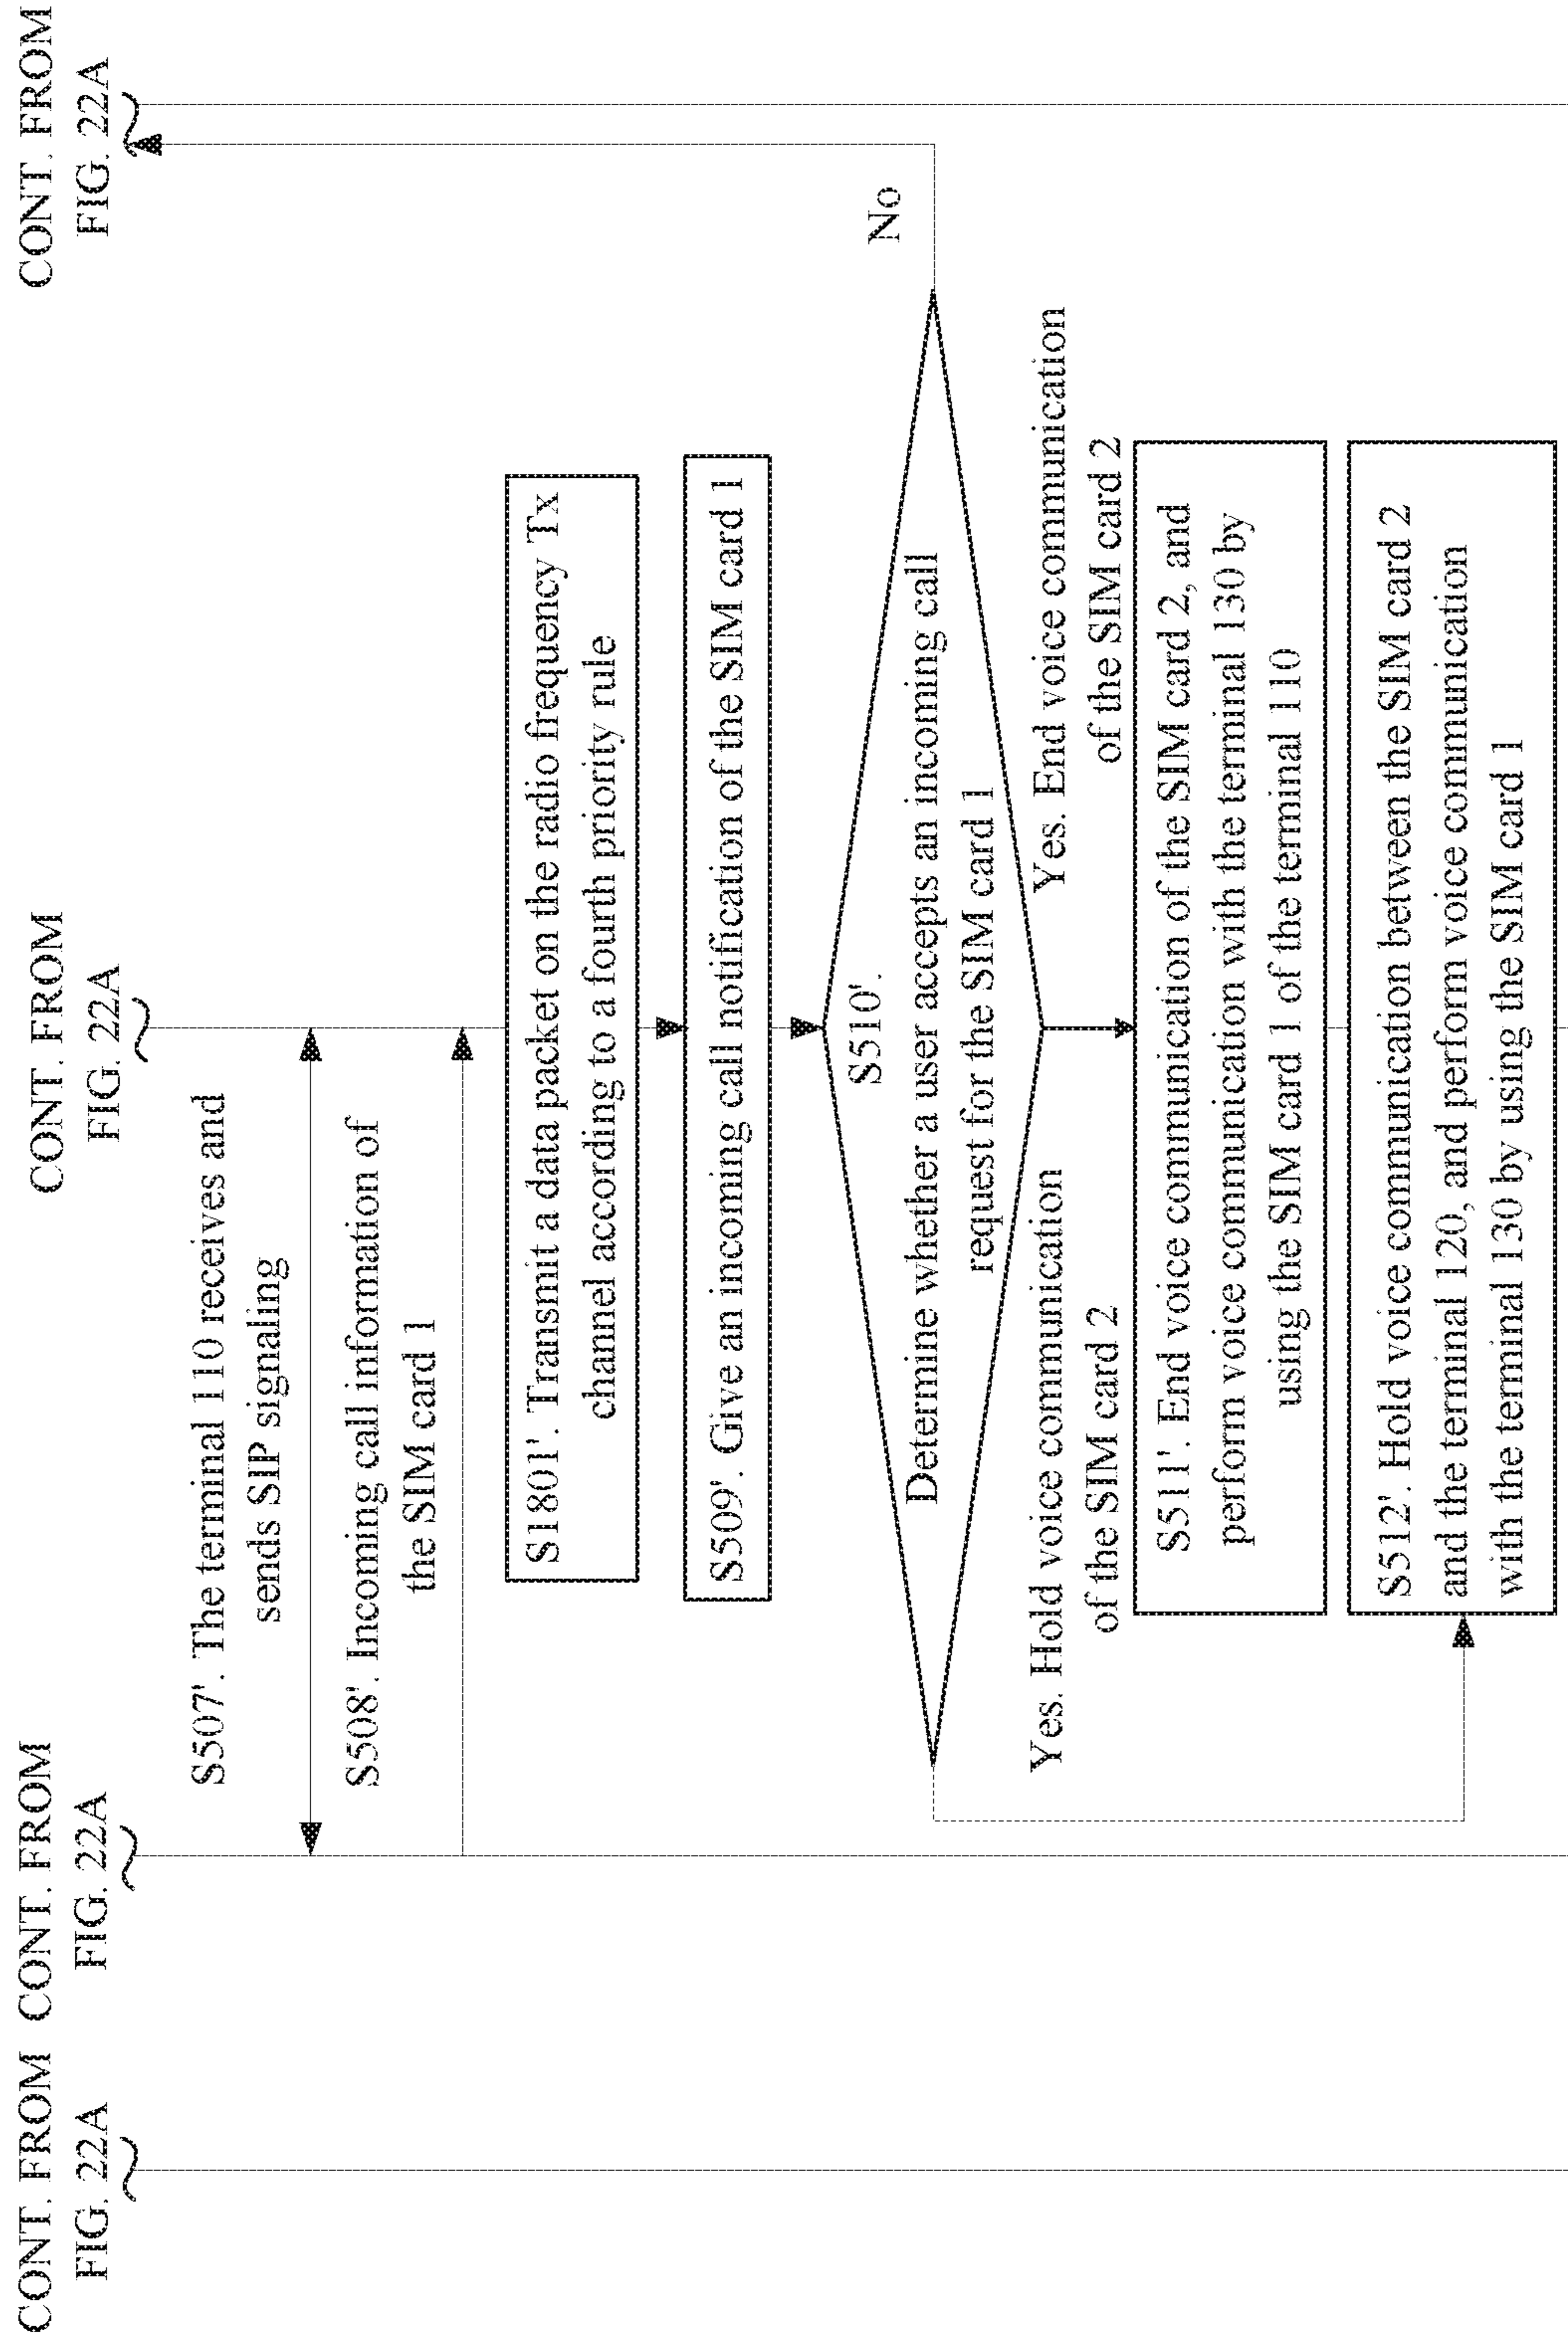 CONT. FROM
FIG. 22A
CONT. FROM
FIG. 22A
CONT. FROM
FIG. 22A
CONT. FROM
FIG. 22A
S507'. The terminal 110 receives and
sends SIP signaling
S508'. Incoming call information of
the SIM card 1
S1801'. Transmit a data packet on the radio frequency Tx
channel according to a fourth priority rule
S509'. Give an incoming call notification of the SIM card 1
S510'.
Determine whether a user accepts an incoming call
request for the SIM card 1
No
Yes. Hold voice communication
of the SIM card 2
Yes. End voice communication
of the SIM card 2
S511'. End voice communication of the SIM card 2, and
perform voice communication with the terminal 130 by
using the SIM card 1 of the terminal 110
S512'. Hold voice communication between the SIM card 2
and the terminal 120, and perform voice communication
with the terminal 130 by using the SIM card 1